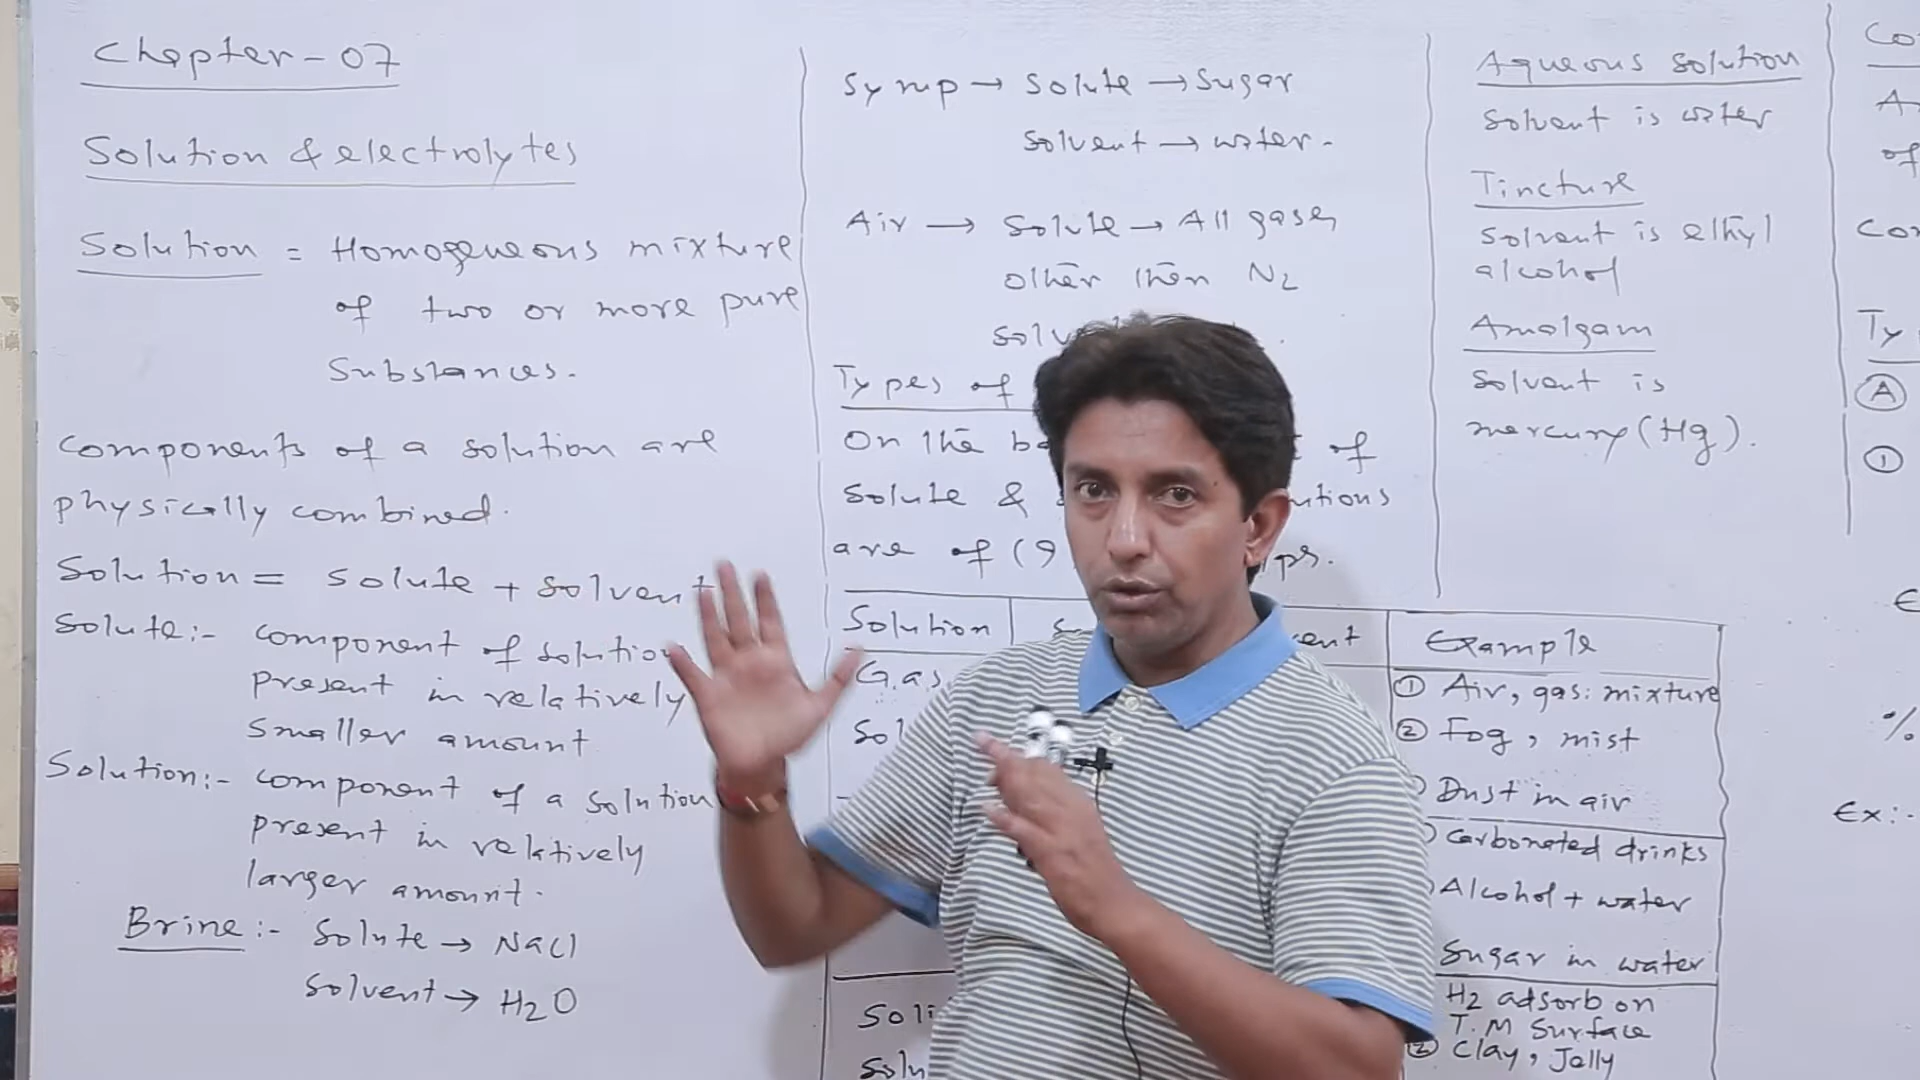 Chapter-07
Solution & electrolytes
Solution = Homogeneous mixture
of two or more pure
Substances.
Components of a solution are
physically combined.
Solution = Solute + Solvent
Solute:- component of solution
present in relatively
smaller amount
Solution:- component of a solution
present in relatively
larger amount.
Brine:- Solute → NaCl
Solvent → H2O
Syrup → Solute → Sugar
Solvent → water.
Air → Solute → All gases
other then N2
Types of
On the
of
Solute &
are of (9
Solution
Example
Gas
① Air, gas: mixture
② Fog, mist
Dust in air
Carbonated drinks
Alcohol + water
Sugar in water
H2 adsorb on
T.M Surface
② Clay, Jelly
Aqueous Solution
Solvent is water
Tincture
Solvent is ethyl
alcohol
Amalgam
Solvent is
mercury (Hg).
of
Ⓐ
①
%
Ex:-